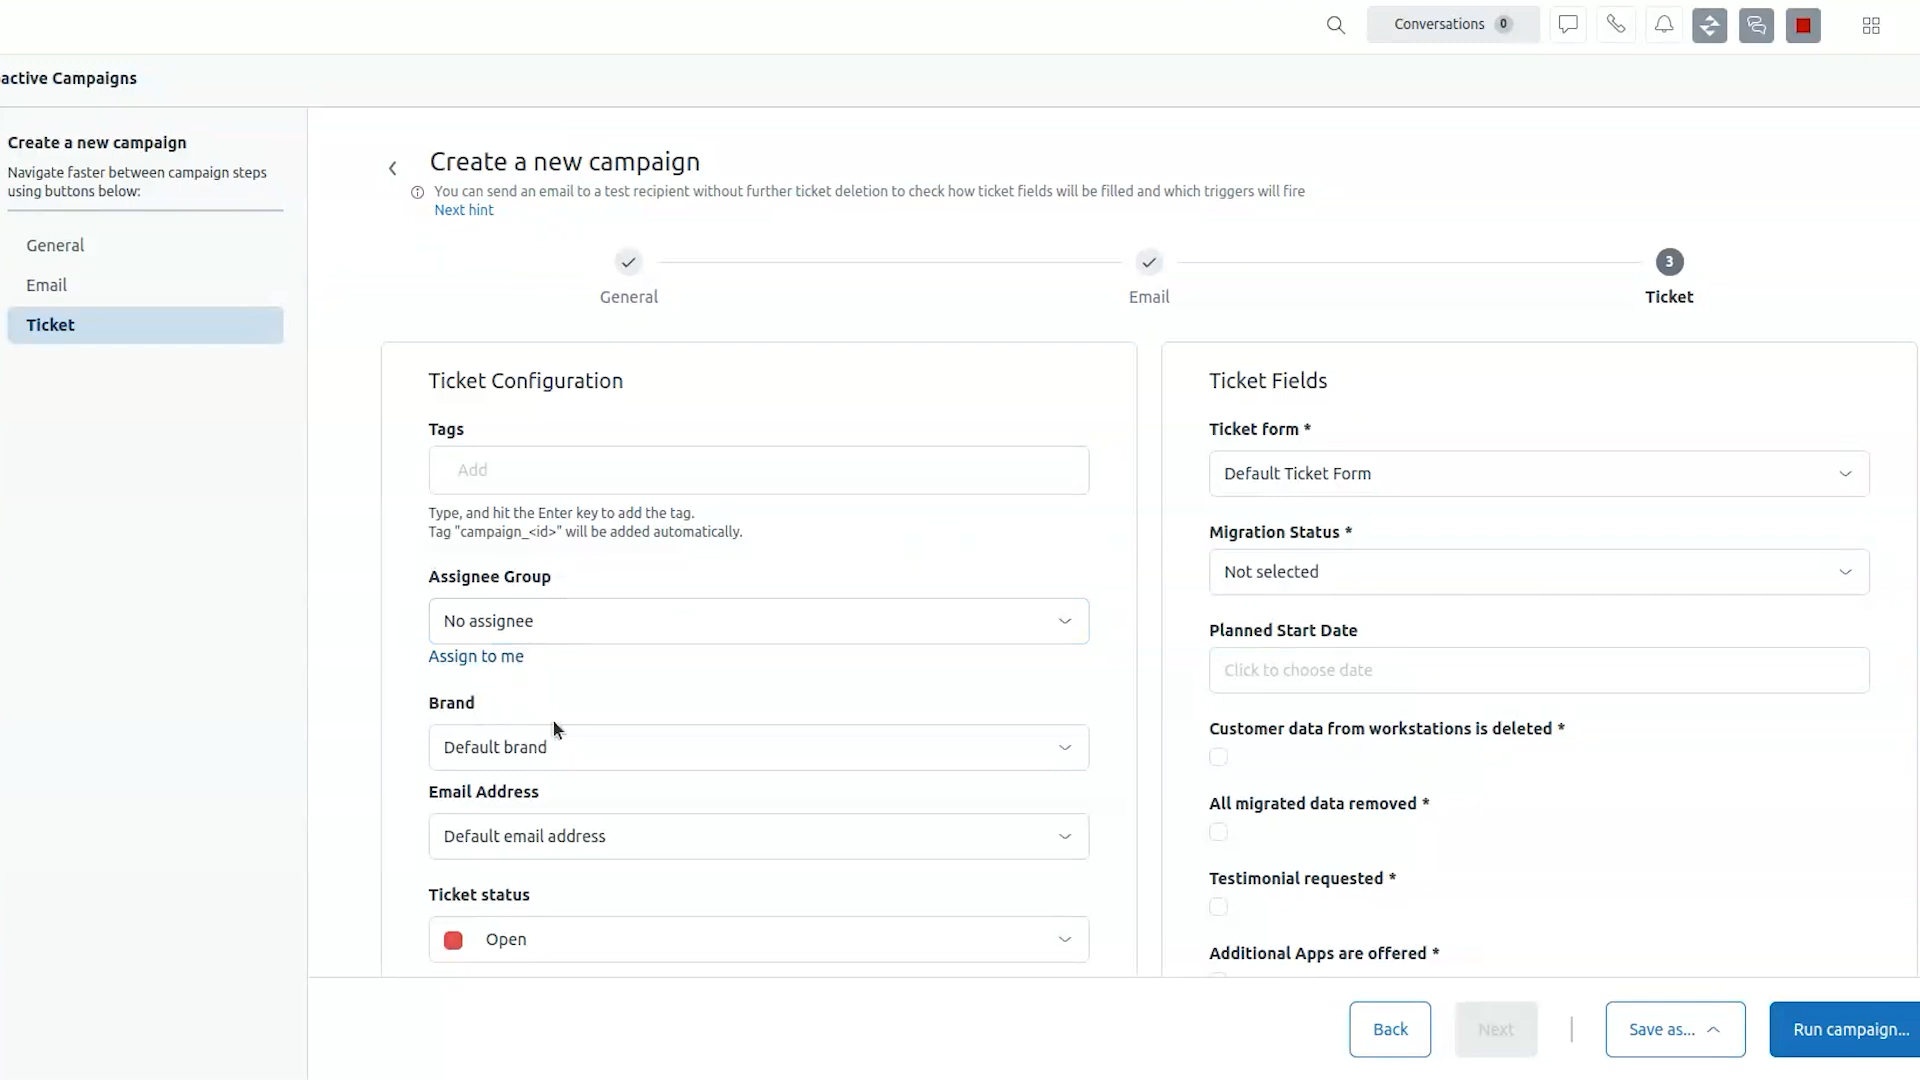 Conversations 0
active Campaigns
Create a new campaign
Navigate faster between campaign steps
using buttons below:
General
Email
Ticket
Create a new campaign
You can send an email to a test recipient without further ticket deletion to check how ticket fields will be filled and which triggers will fire
Next hint
General
Email
3
Ticket
Ticket Configuration
Tags
Add
Type, and hit the Enter key to add the tag.
Tag "campaign_<id>" will be added automatically.
Assignee Group
No assignee
Assign to me
Brand
Default brand
Email Address
Default email address
Ticket status
Open
Ticket Fields
Ticket form *
Default Ticket Form
Migration Status *
Not selected
Planned Start Date
Click to choose date
Customer data from workstations is deleted *
All migrated data removed *
Testimonial requested *
Additional Apps are offered *
Back
Next
Save as...
Run campaign...